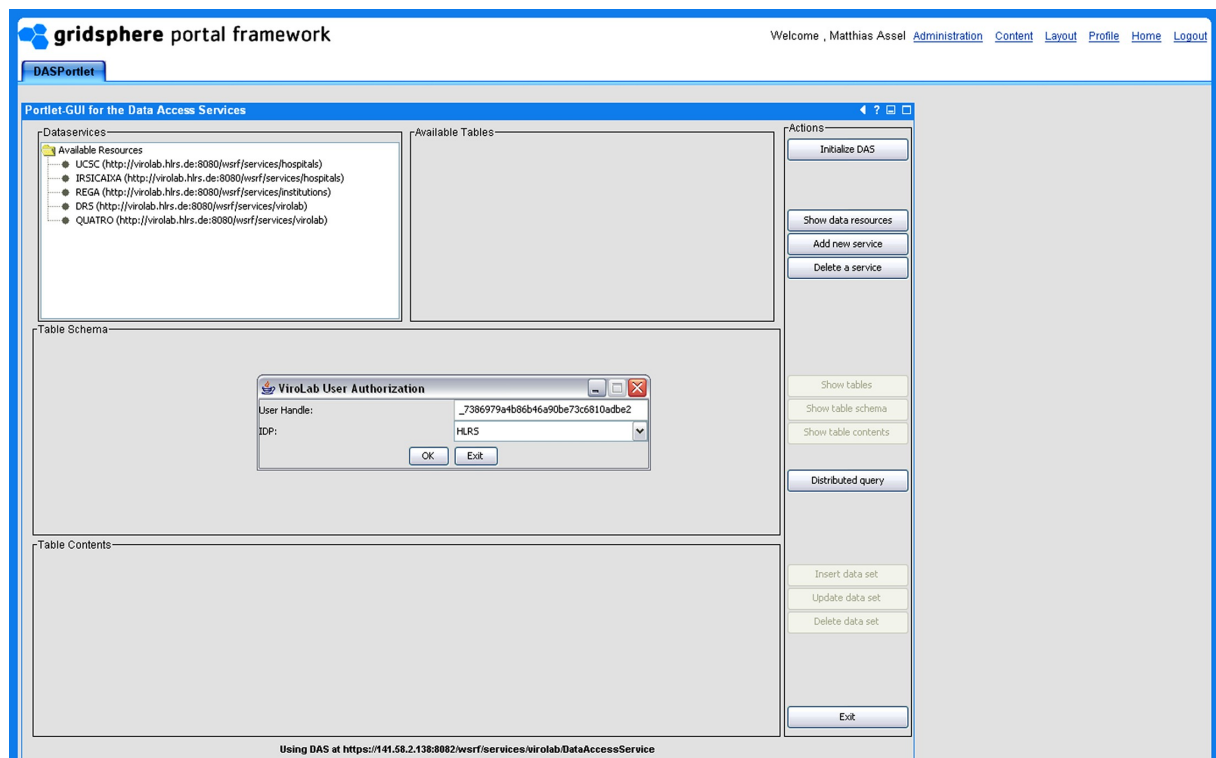 gridsphere portal framework
Welcome , Matthias Assel Administration Content Layout Profile Home Logout
DASPortlet
Portlet-GUI for the Data Access Services
Dataservices
Available Resources
UCSC (http://virolab.hlrs.de:8080/wsrf/services/hospitals)
IRSICAIXA (http://virolab.hlrs.de:8080/wsrf/services/hospitals)
REGA (http://virolab.hlrs.de:8080/wsrf/services/institutions)
DRS (http://virolab.hlrs.de:8080/wsrf/services/virolab)
QUATRO (http://virolab.hlrs.de:8080/wsrf/services/virolab)
Available Tables
Actions
Initialize DAS
Show data resources
Add new service
Delete a service
Table Schema
ViroLab User Authorization
User Handle: _7386979a4b86b46a90be73c6810adbe2
IDP: HLRS
OK Exit
Show tables
Show table schema
Show table contents
Distributed query
Table Contents
Insert data set
Update data set
Delete data set
Exit
Using DAS at https://141.58.2.138:8082/wsrf/services/virolab/DataAccessService